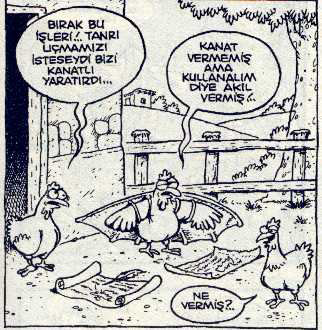 BIRAK BU
İŞLERİ!.. TANRI
UÇMAMIZI
İSTESEYDİ BİZİ
KANATLI
YARATIRDI...
KANAT
VERMEMİŞ
AMA
KULLANALIM
DİYE AKIL
VERMİŞ!..
NE
VERMİŞ?..